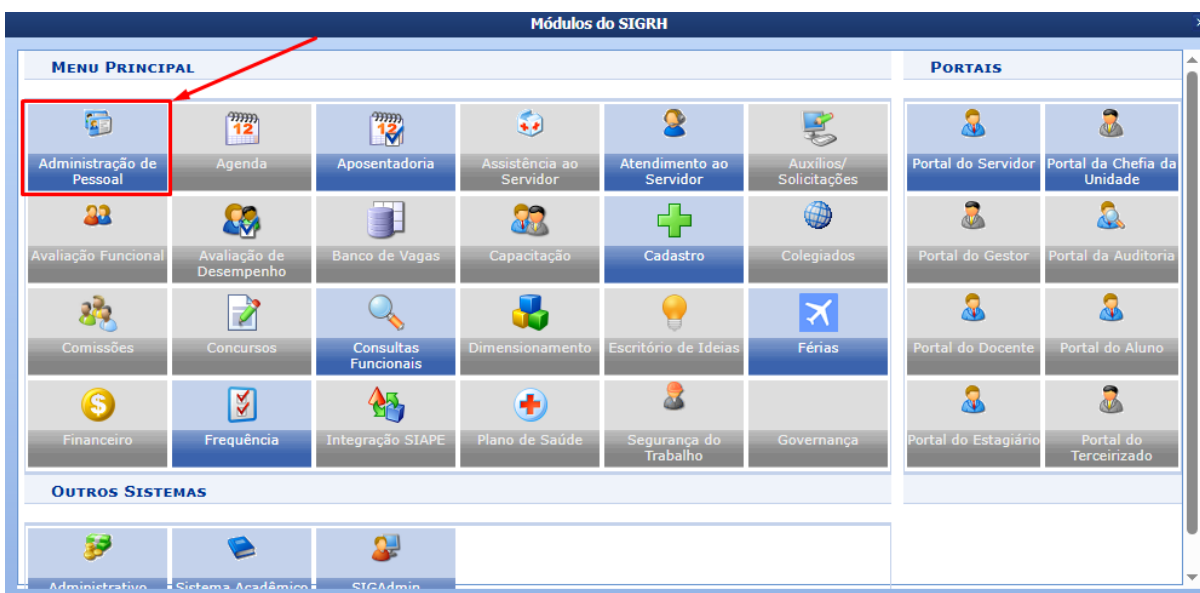 Módulos do SIGRH
MENU PRINCIPAL
PORTAIS
12
12
Administração de
Pessoal
Agenda
Aposentadoria
Assistência ao
Servidor
Atendimento ao
Servidor
Auxílios/
Solicitações
Portal do Servidor
Portal da Chefia da
Unidade
Avaliação Funcional
Avaliação de
Desempenho
Banco de Vagas
Capacitação
Cadastro
Colegiados
Portal do Gestor
Portal da Auditoria
Comissões
Concursos
Consultas
Funcionais
Dimensionamento
Escritório de Ideias
Férias
Portal do Docente
Portal do Aluno
Financeiro
Frequência
Integração SIAPE
Plano de Saúde
Segurança do
Trabalho
Governança
Portal do Estagiário
Portal do
Terceirizado
OUTROS SISTEMAS
Administrativo
Sistema Acadêmico
SIGAdmin